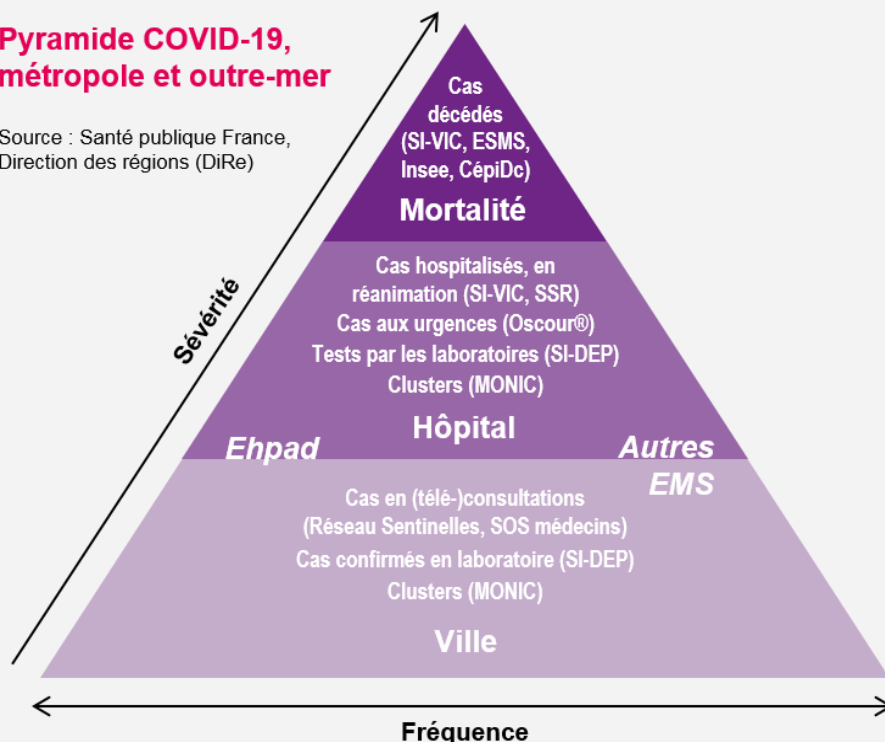 Pyramide COVID-19,
métropole et outre-mer
Source : Santé publique France,
Direction des régions (DiRe)
Sévérité
Cas
décédés
(SI-VIC, ESMS,
Insee, CépiDc)
Mortalité
Cas hospitalisés, en
réanimation (SI-VIC, SSR)
Cas aux urgences (Oscour®)
Tests par les laboratoires (SI-DEP)
Clusters (MONIC)
Hôpital
Ehpad
Autres
EMS
Cas en (télé-)consultations
(Réseau Sentinelles, SOS médecins)
Cas confirmés en laboratoire (SI-DEP)
Clusters (MONIC)
Ville
Fréquence